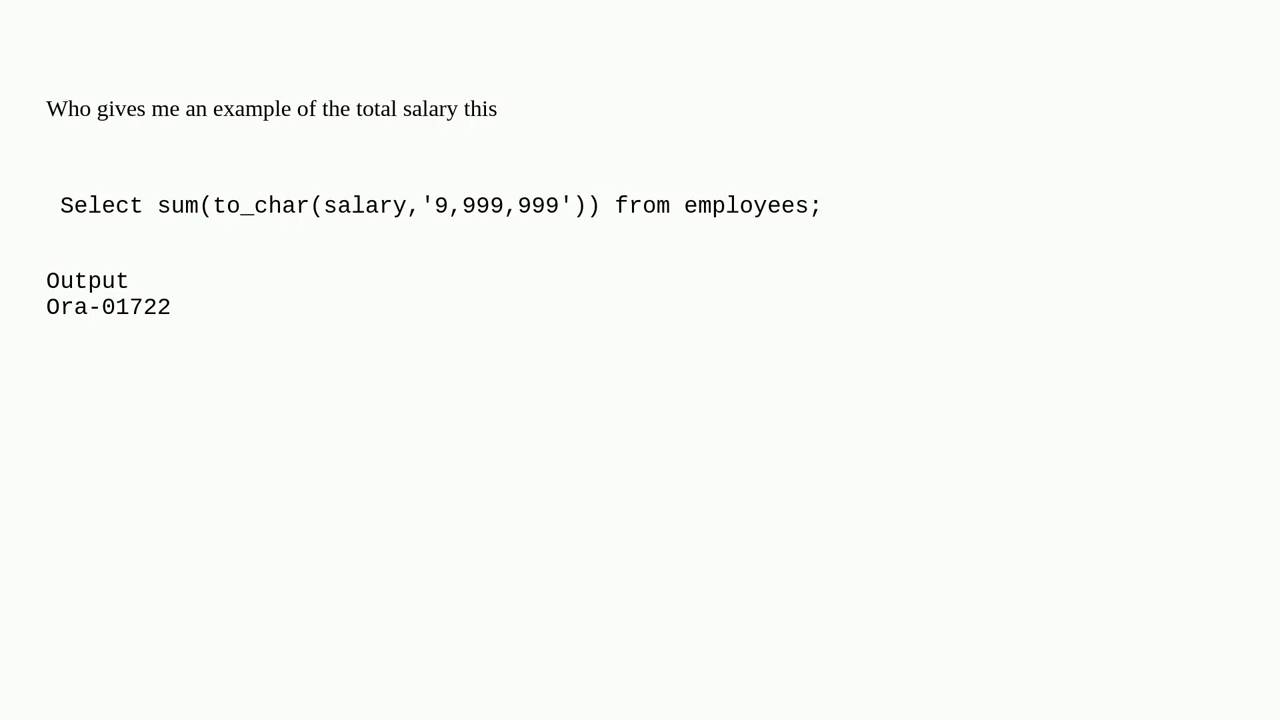 Who gives me an example of the total salary this
Select sum(to_char(salary,'9,999,999')) from employees;
Output
Ora-01722